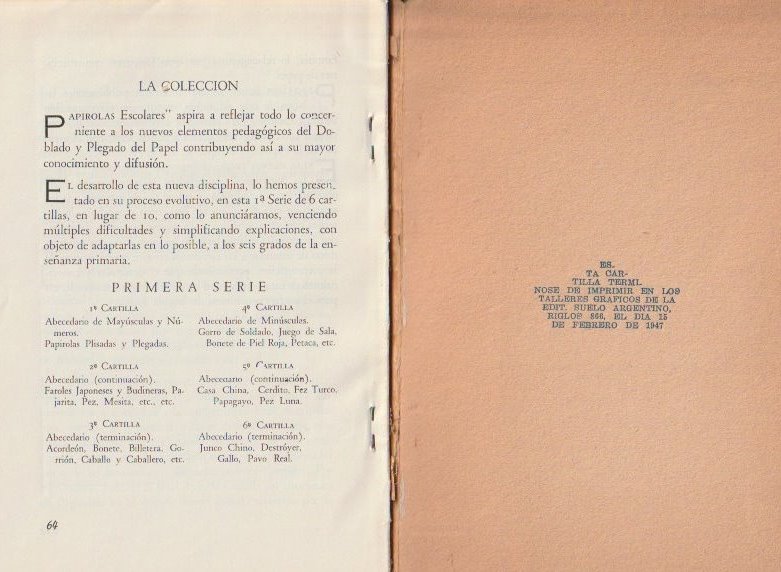 LA COLECCION
PAPIROLAS Escolares" aspira a reflejar todo lo concer-
niente a los nuevos elementos pedagógicos del Do-
blado y Plegado del Papel contribuyendo así a su mayor
conocimiento y difusión.
EL desarrollo de esta nueva disciplina, lo hemos presen.
tado en su proceso evolutivo, en esta 1ª Serie de 6 car-
tillas, en lugar de 10, como lo anunciáramos, venciendo
múltiples dificultades y simplificando explicaciones, con
objeto de adaptarlas en lo posible, a los seis grados de la en-
señanza primaria.
PRIMERA SERIE
1º CARTILLA
Abecedario de Mayúsculas y Nú-
meros.
Papirolas Plisadas y Plegadas.
2º CARTILLA
Abecedario (continuación).
Faroles Japoneses y Budineras, Pa-
jarita, Pez, Mesita, etc., etc.
3º CARTILLA
Abecedario (terminación).
Acordeón, Bonete, Billetera, Go-
rrión, Caballo y Caballero, etc.
4º CARTILLA
Abecedario de Minúsculas.
Gorro de Soldado, Juego de Sala,
Bonete de Piel Roja, Petaca, etc.
5º CARTILLA
Abecedario (continuación).
Casa China, Cerdito, Fez Turco,
Papagayo, Pez Luna.
6º CARTILLA
Abecedario (terminación).
Junco Chino, Destróyer,
Gallo, Pavo Real.
64
ES-
TA CAR-
TILLA TERMI-
NOSE DE IMPRIMIR EN LOS
TALLERES GRAFICOS DE LA
EDIT. SUELO ARGENTINO,
RIGLOS 866, EL DIA 15
DE FEBRERO DE 1947